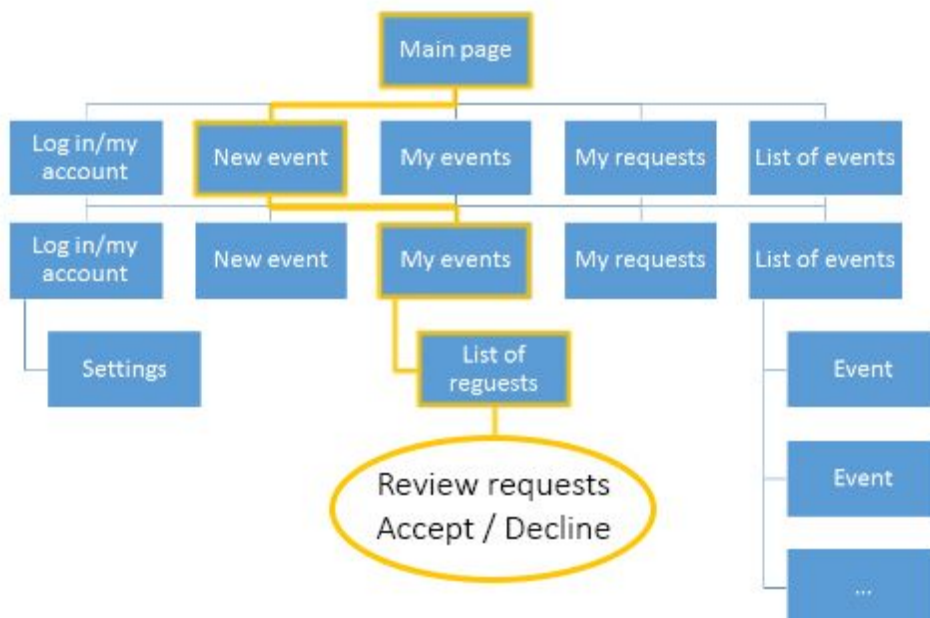 Main page
Log in/my
account
New event
My events
My requests
List of events
Log in/my
account
New event
My events
My requests
List of events
Settings
List of
reguests
Event
Event
Review requests
Accept / Decline
...